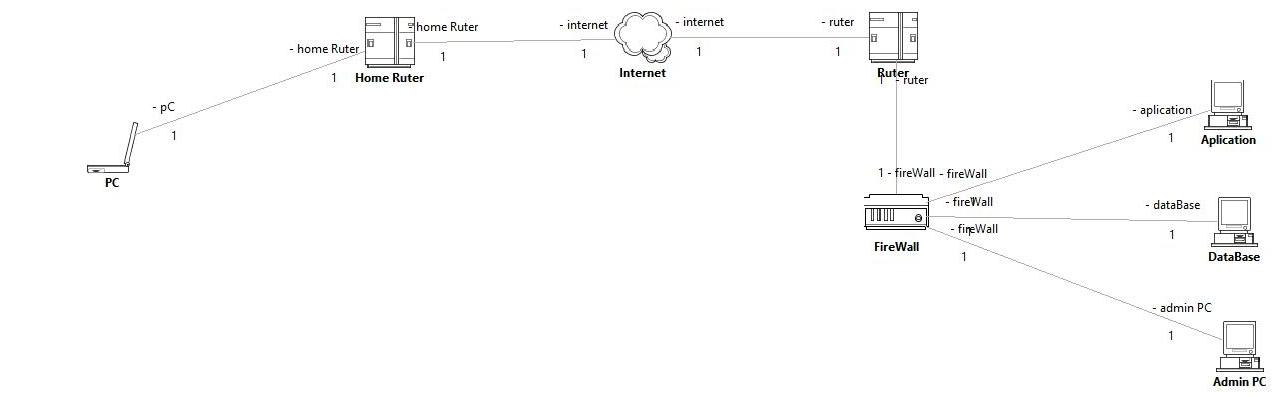 home Ruter
- internet
- internet
- ruter
- home Ruter
1
1
1
1
Home Ruter
1
Internet
Ruter
1
- ruter
- pC
1
- aplication
1
Aplication
PC
1
- fireWall
- fireWall
- fireWall
1
- dataBase
- fireWall
1
1
FireWall
1
DataBase
- admin PC
1
Admin PC